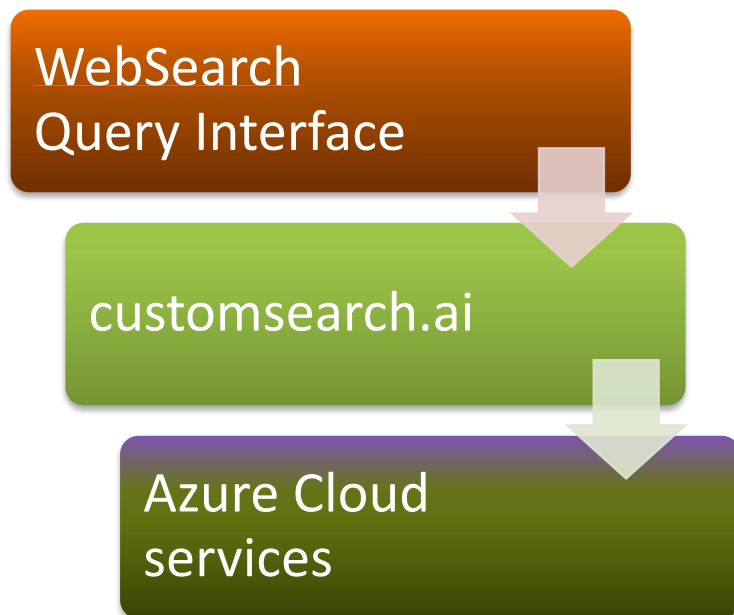 WebSearch
Query Interface
customsearch.ai
Azure Cloud
services